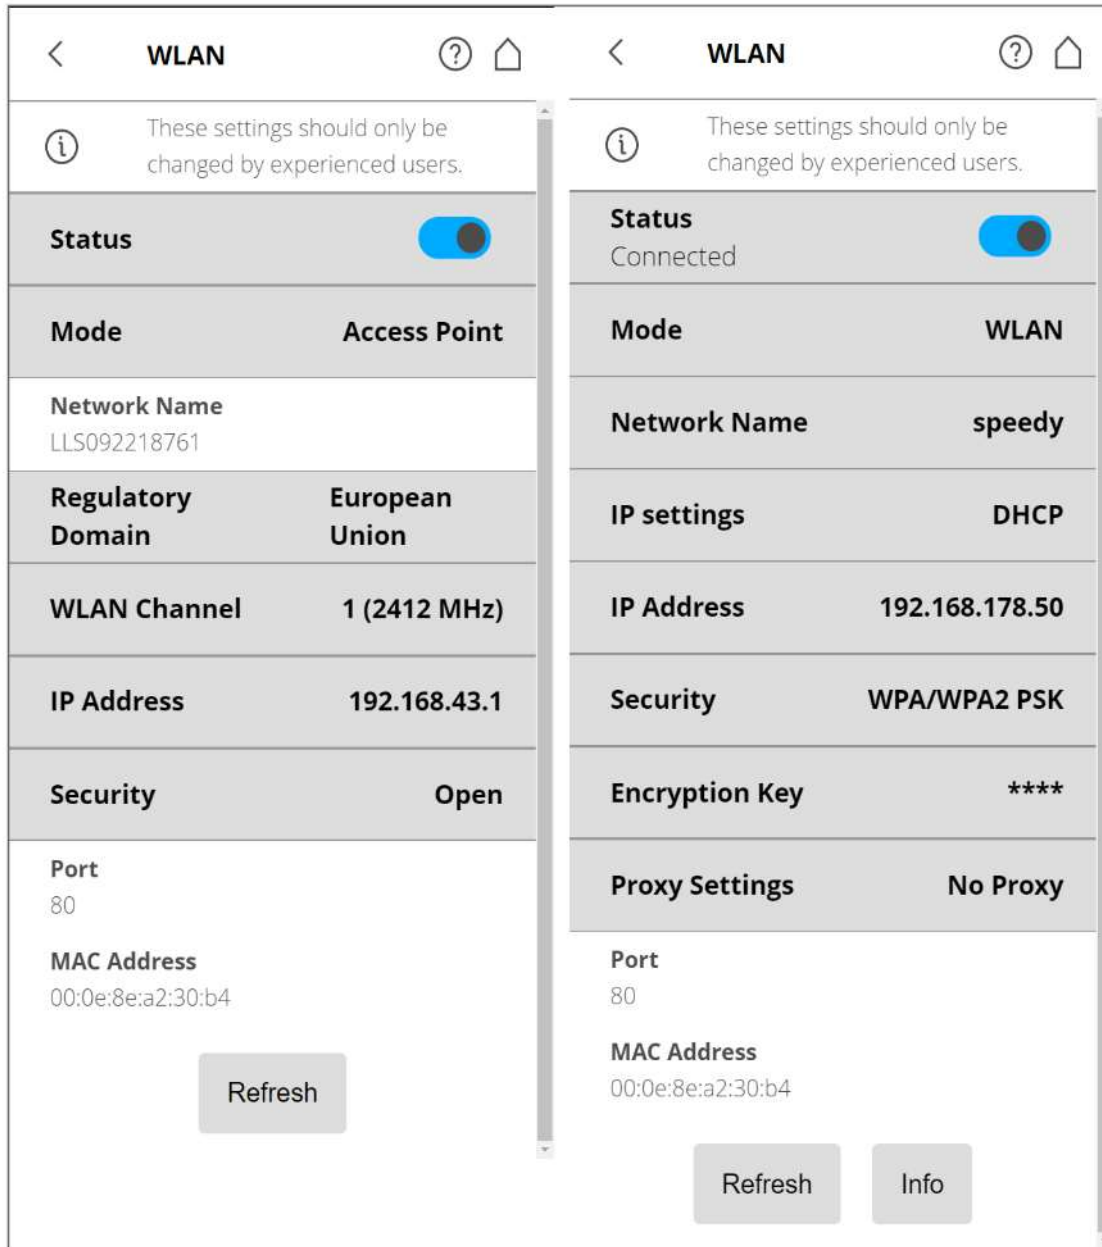 WLAN
These settings should only be
changed by experienced users.
Status
Mode Access Point
Network Name
LLS092218761
Regulatory European
Domain Union
WLAN Channel 1 (2412 MHz)
IP Address 192.168.43.1
Security Open
Port
80
MAC Address
00:0e:8e:a2:30:b4
Refresh
WLAN
These settings should only be
changed by experienced users.
Status
Connected
Mode WLAN
Network Name speedy
IP settings DHCP
IP Address 192.168.178.50
Security WPA/WPA2 PSK
Encryption Key ****
Proxy Settings No Proxy
Port
80
MAC Address
00:0e:8e:a2:30:b4
Refresh Info